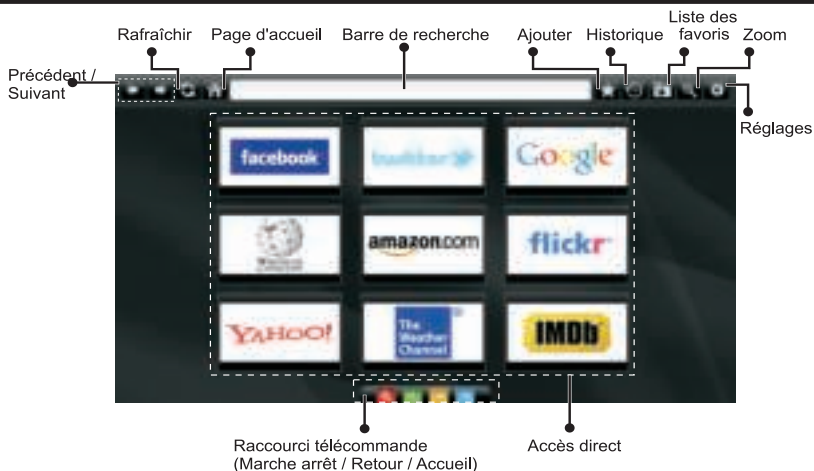 Liste des
Rafraîchir Page d'accueil Barre de recherche Ajouter Historique favoris Zoom
Précédent /
Suivant
Réglages
facebook twitter Google
amazon.com flickr
YAHOO!
The
Weather
Channel
IMDb
Raccourci télécommande
(Marche arrêt / Retour / Accueil)
Accès direct